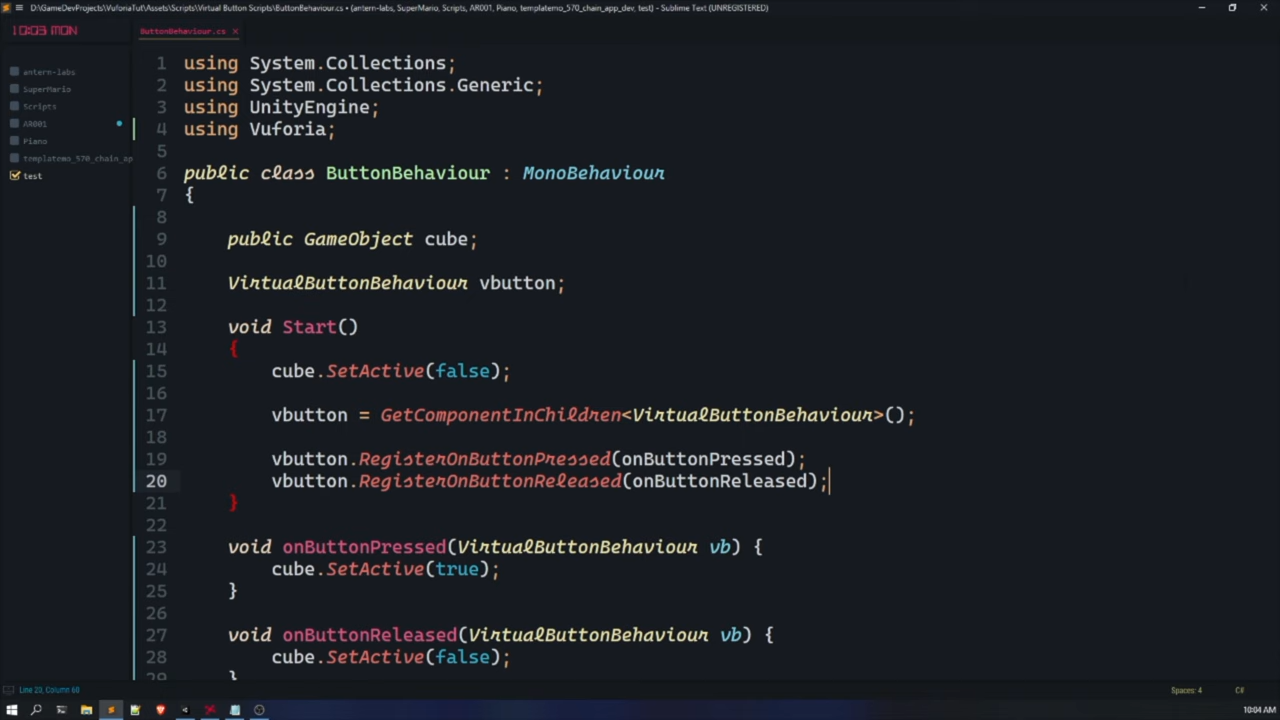 D:\GameDevProjects\VuforiaTut\Assets\Scripts\Virtual Button Scripts\ButtonBehaviour.cs • (antern-labs, SuperMario, Scripts, AR001, Piano, templatemo_570_chain_app_dev, test) - Sublime Text (UNREGISTERED)
10:03 MON
ButtonBehaviour.cs ×
antern-labs
SuperMario
Scripts
AR001
Piano
templatemo_570_chain_ap
test
1 using System.Collections;
2 using System.Collections.Generic;
3 using UnityEngine;
4 using Vuforia;
5
6 public class ButtonBehaviour : MonoBehaviour
7 {
8
9 public GameObject cube;
10
11 VirtualButtonBehaviour vbutton;
12
13 void Start()
14 {
15 cube.SetActive(false);
16
17 vbutton = GetComponentInChildren<VirtualButtonBehaviour>();
18
19 vbutton.RegisterOnButtonPressed(onButtonPressed);
20 vbutton.RegisterOnButtonReleased(onButtonReleased);
21 }
22
23 void onButtonPressed(VirtualButtonBehaviour vb) {
24 cube.SetActive(true);
25 }
26
27 void onButtonReleased(VirtualButtonBehaviour vb) {
28 cube.SetActive(false);
29 }
Line 20, Column 60
Spaces: 4
C#
10:04 AM